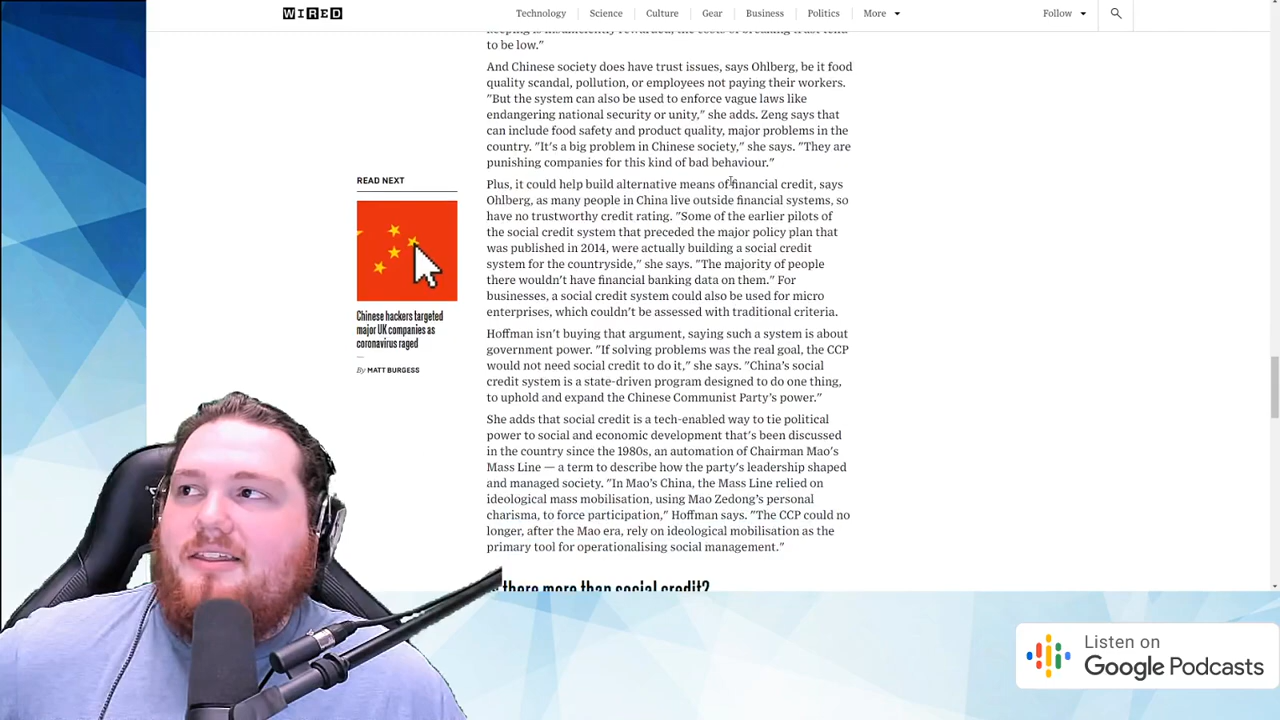 WIRED
Technology
Science
Culture
Gear
Business
Politics
More
Follow
to be low."
And Chinese society does have trust issues, says Ohlberg, be it food
quality scandal, pollution, or employees not paying their workers.
"But the system can also be used to enforce vague laws like
endangering national security or unity," she adds. Zeng says that
can include food safety and product quality, major problems in the
country. "It's a big problem in Chinese society," she says. "They are
punishing companies for this kind of bad behaviour."
Plus, it could help build alternative means of financial credit, says
Ohlberg, as many people in China live outside financial systems, so
have no trustworthy credit rating. "Some of the earlier pilots of
the social credit system that preceded the major policy plan that
was published in 2014, were actually building a social credit
system for the countryside," she says. "The majority of people
there wouldn't have financial banking data on them." For
businesses, a social credit system could also be used for micro
enterprises, which couldn't be assessed with traditional criteria.
Hoffman isn't buying that argument, saying such a system is about
government power. "If solving problems was the real goal, the CCP
would not need social credit to do it," she says. "China's social
credit system is a state-driven program designed to do one thing,
to uphold and expand the Chinese Communist Party's power."
She adds that social credit is a tech-enabled way to tie political
power to social and economic development that's been discussed
in the country since the 1980s, an automation of Chairman Mao's
Mass Line — a term to describe how the party's leadership shaped
and managed society. "In Mao's China, the Mass Line relied on
ideological mass mobilisation, using Mao Zedong's personal
charisma, to force participation," Hoffman says. "The CCP could no
longer, after the Mao era, rely on ideological mobilisation as the
primary tool for operationalising social management."
there more than social credit?
READ NEXT
Chinese hackers targeted
major UK companies as
coronavirus raged
By MATT BURGESS
Listen on
Google Podcasts